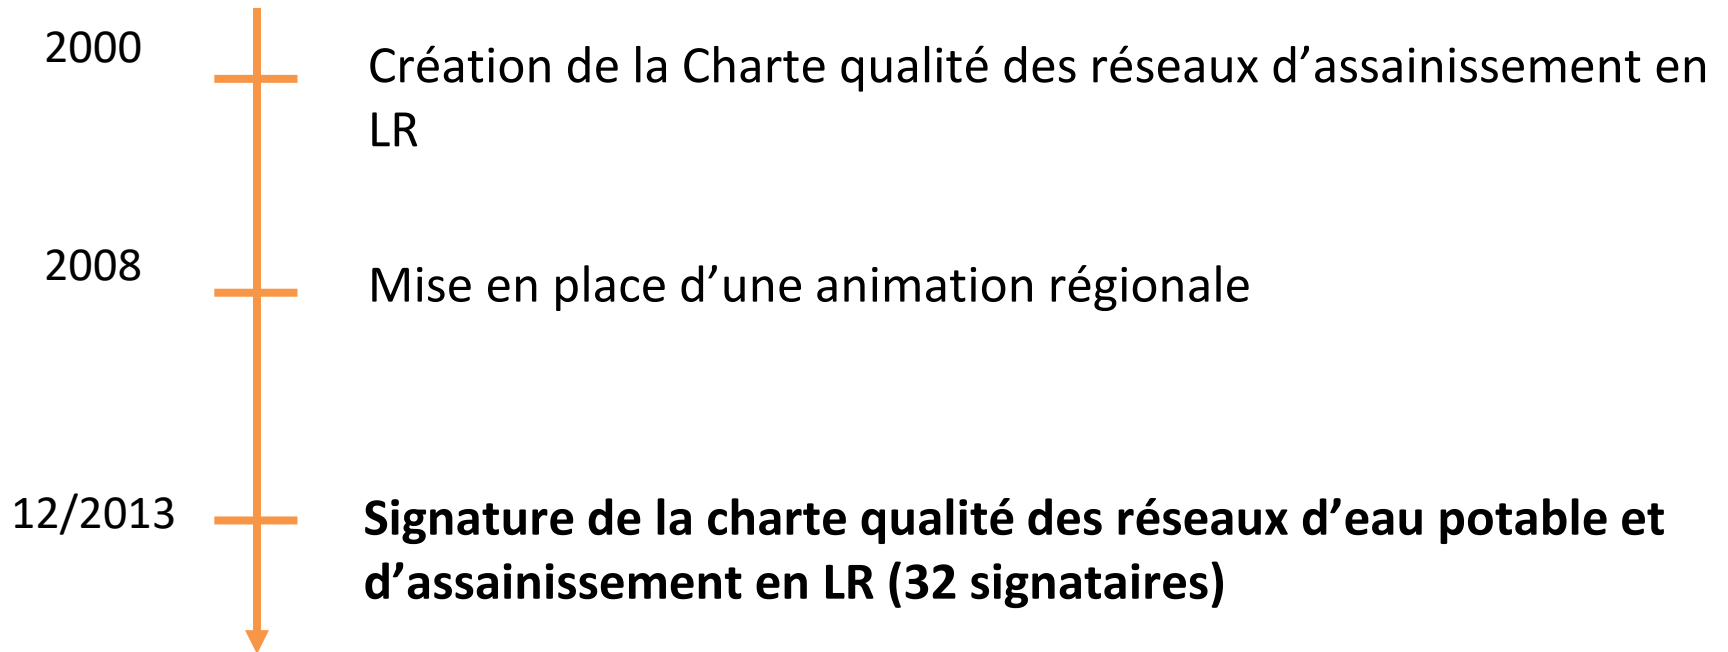 2000
Création de la Charte qualité des réseaux d’assainissement en
LR
2008
Mise en place d’une animation régionale
12/2013
Signature de la charte qualité des réseaux d’eau potable et
d’assainissement en LR (32 signataires)